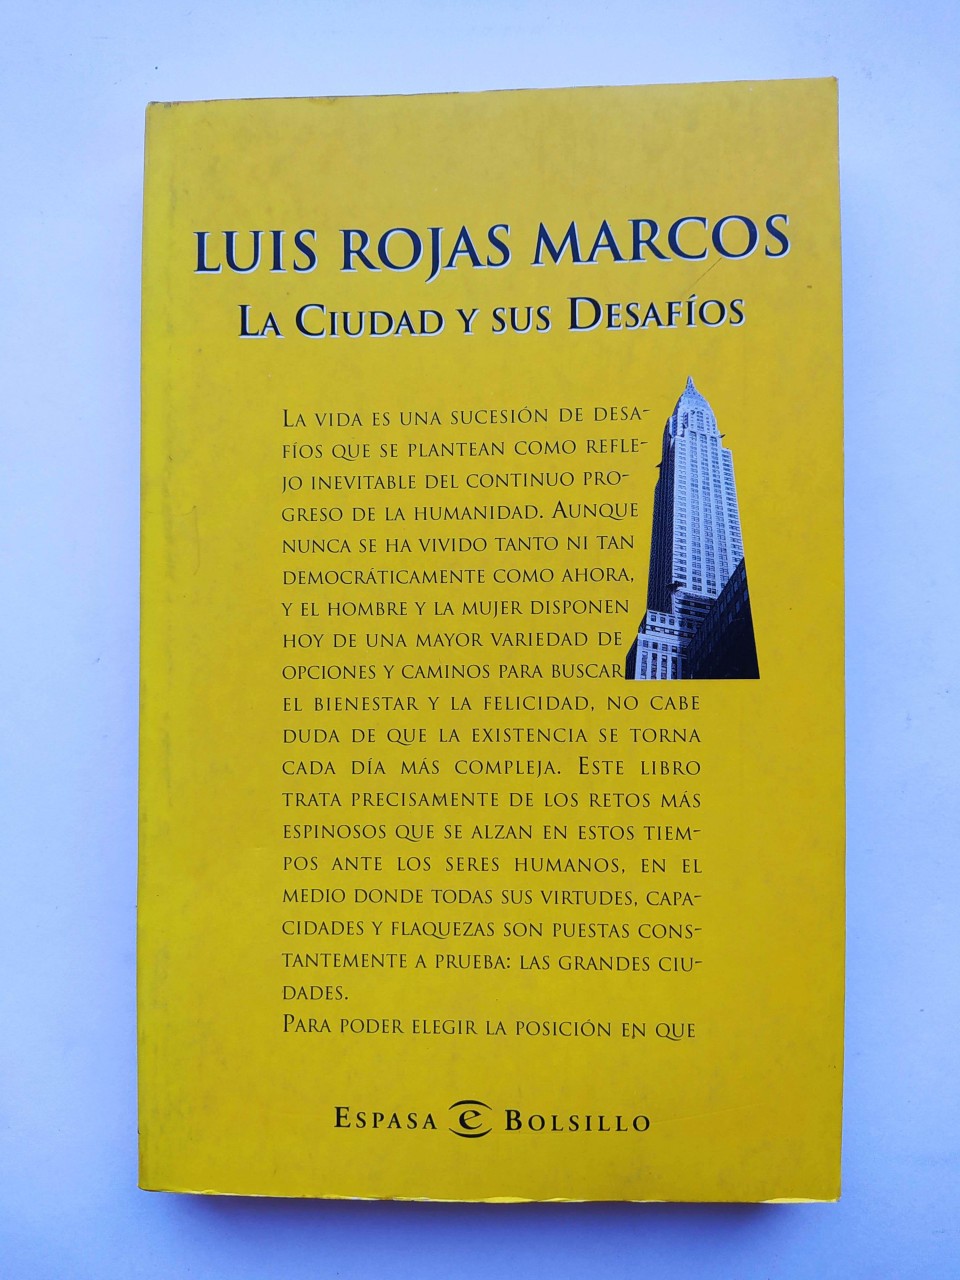 LUIS ROJAS MARCOS
LA CIUDAD Y SUS DESAFÍOS
LA VIDA ES UNA SUCESIÓN DE DESA-
FÍOS QUE SE PLANTEAN COMO REFLE-
JO INEVITABLE DEL CONTINUO PRO-
GRESO DE LA HUMANIDAD. AUNQUE
NUNCA SE HA VIVIDO TANTO NI TAN
DEMOCRÁTICAMENTE COMO AHORA,
Y EL HOMBRE Y LA MUJER DISPONEN
HOY DE UNA MAYOR VARIEDAD DE
OPCIONES Y CAMINOS PARA BUSCAR
EL BIENESTAR Y LA FELICIDAD, NO CABE
DUDA DE QUE LA EXISTENCIA SE TORNA
CADA DÍA MÁS COMPLEJA. ESTE LIBRO
TRATA PRECISAMENTE DE LOS RETOS MÁS
ESPINOSOS QUE SE ALZAN EN ESTOS TIEM-
POS ANTE LOS SERES HUMANOS, EN EL
MEDIO DONDE TODAS SUS VIRTUDES, CAPA-
CIDADES Y FLAQUEZAS SON PUESTAS CONS-
TANTEMENTE A PRUEBA: LAS GRANDES CIU-
DADES.
PARA PODER ELEGIR LA POSICIÓN EN QUE
ESPASA e BOLSILLO